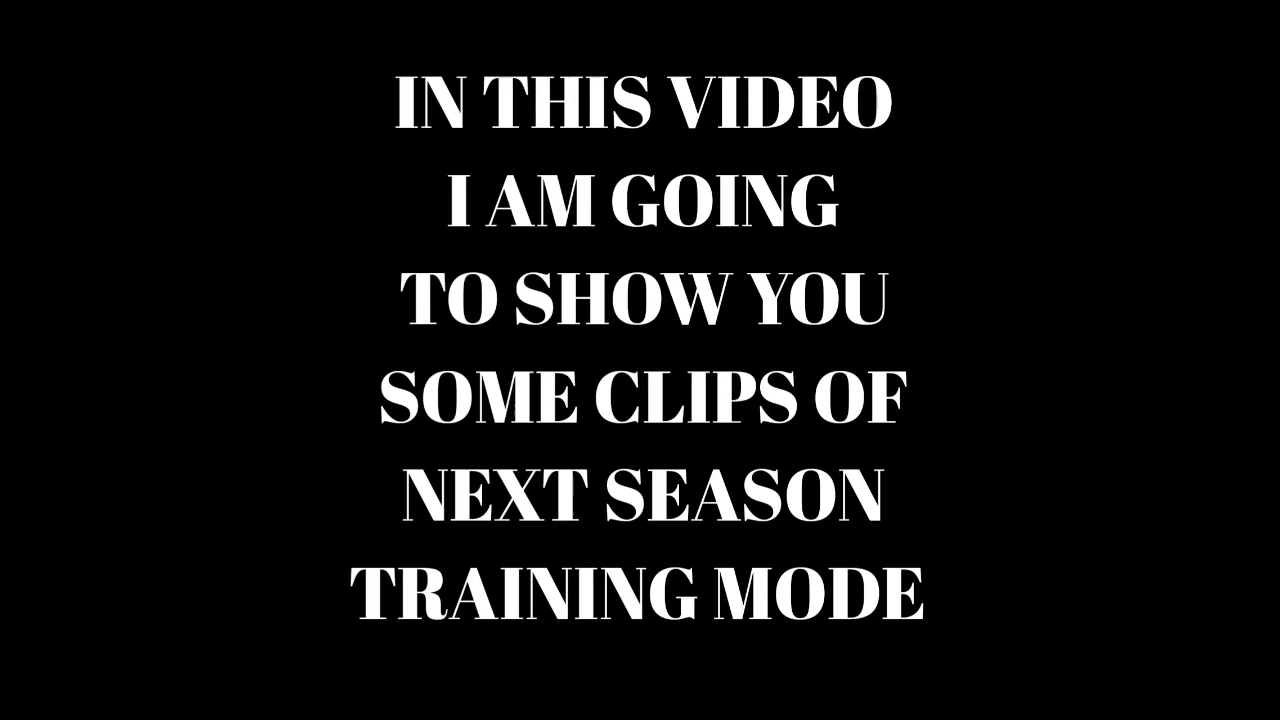 IN THIS VIDEO
I AM GOING
TO SHOW YOU
SOME CLIPS OF
NEXT SEASON
TRAINING MODE